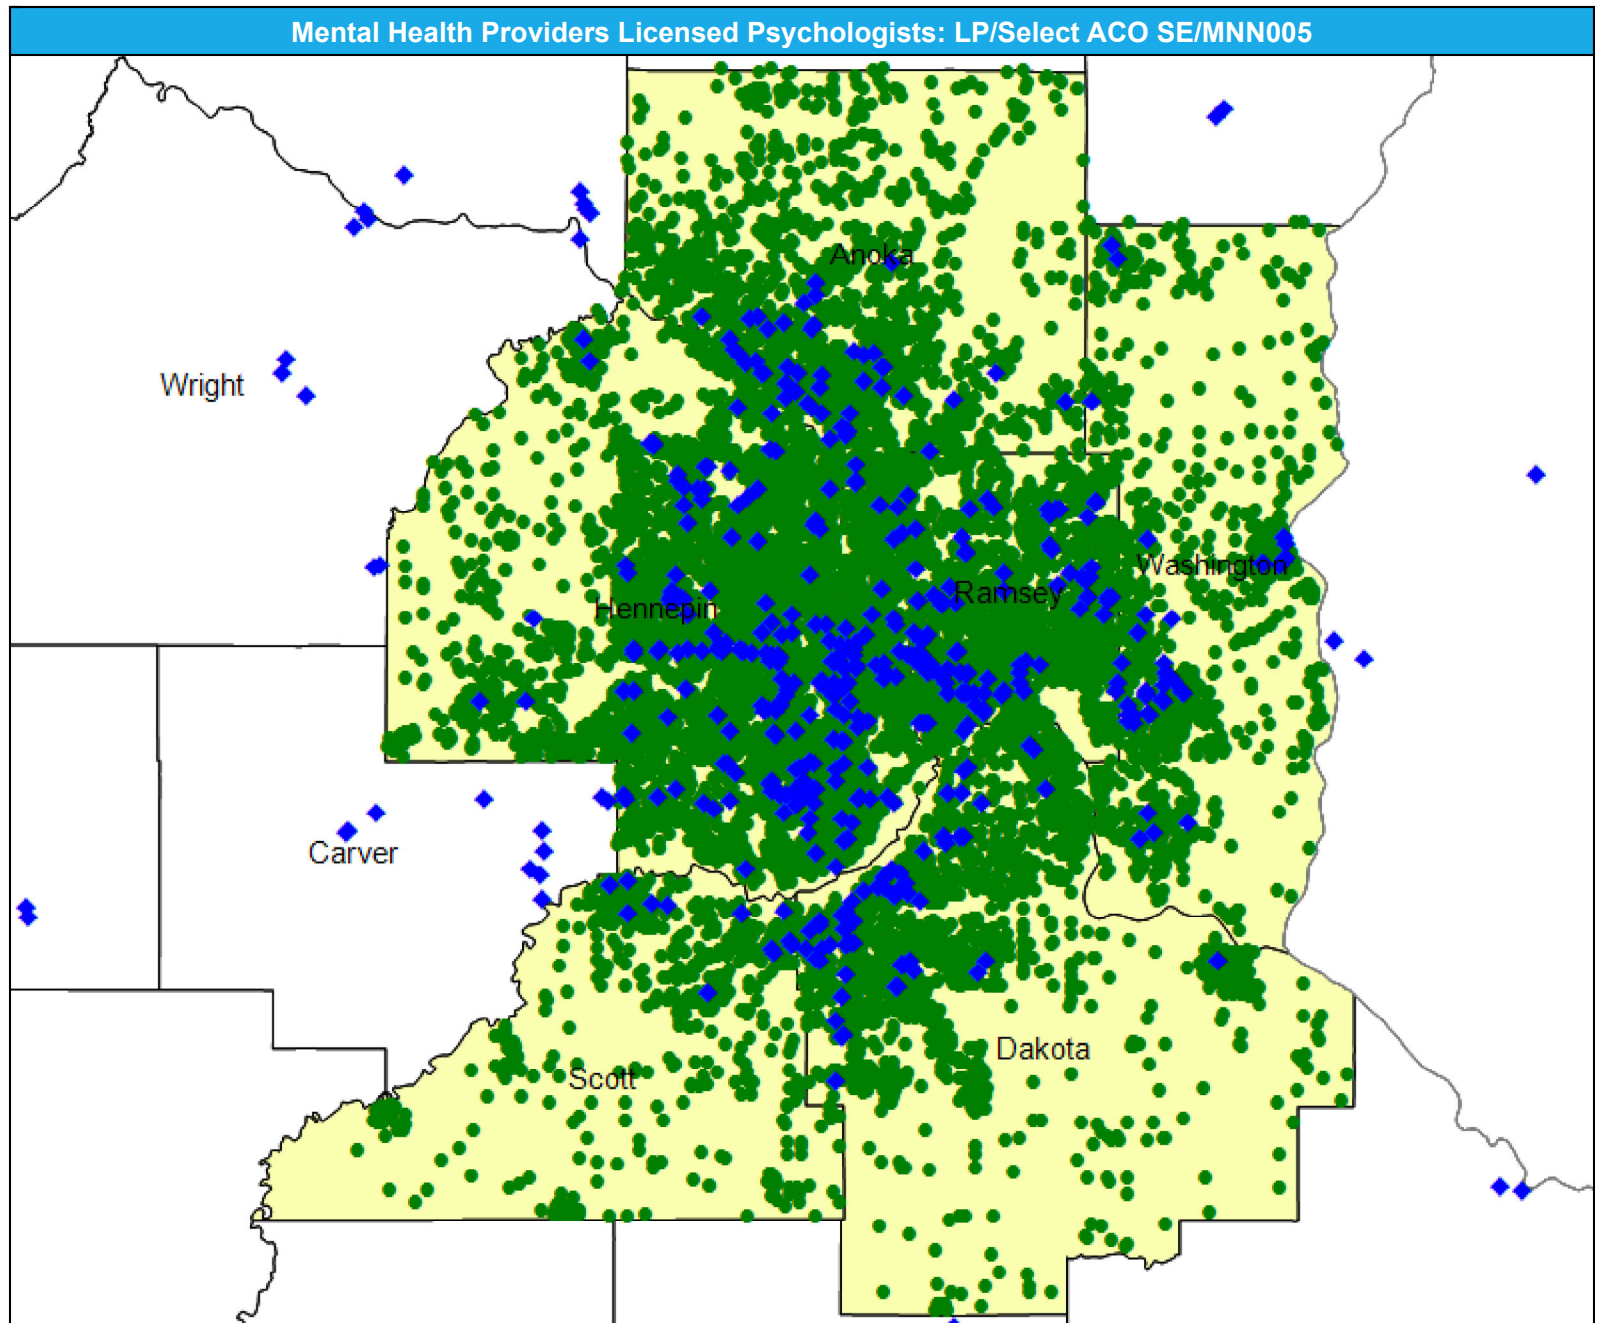 Mental Health Providers Licensed Psychologists: LP/Select ACO SE/MNN005
Anoka
Wright
Washington
Hennepin
Ramsey
Carver
Dakota
Scott